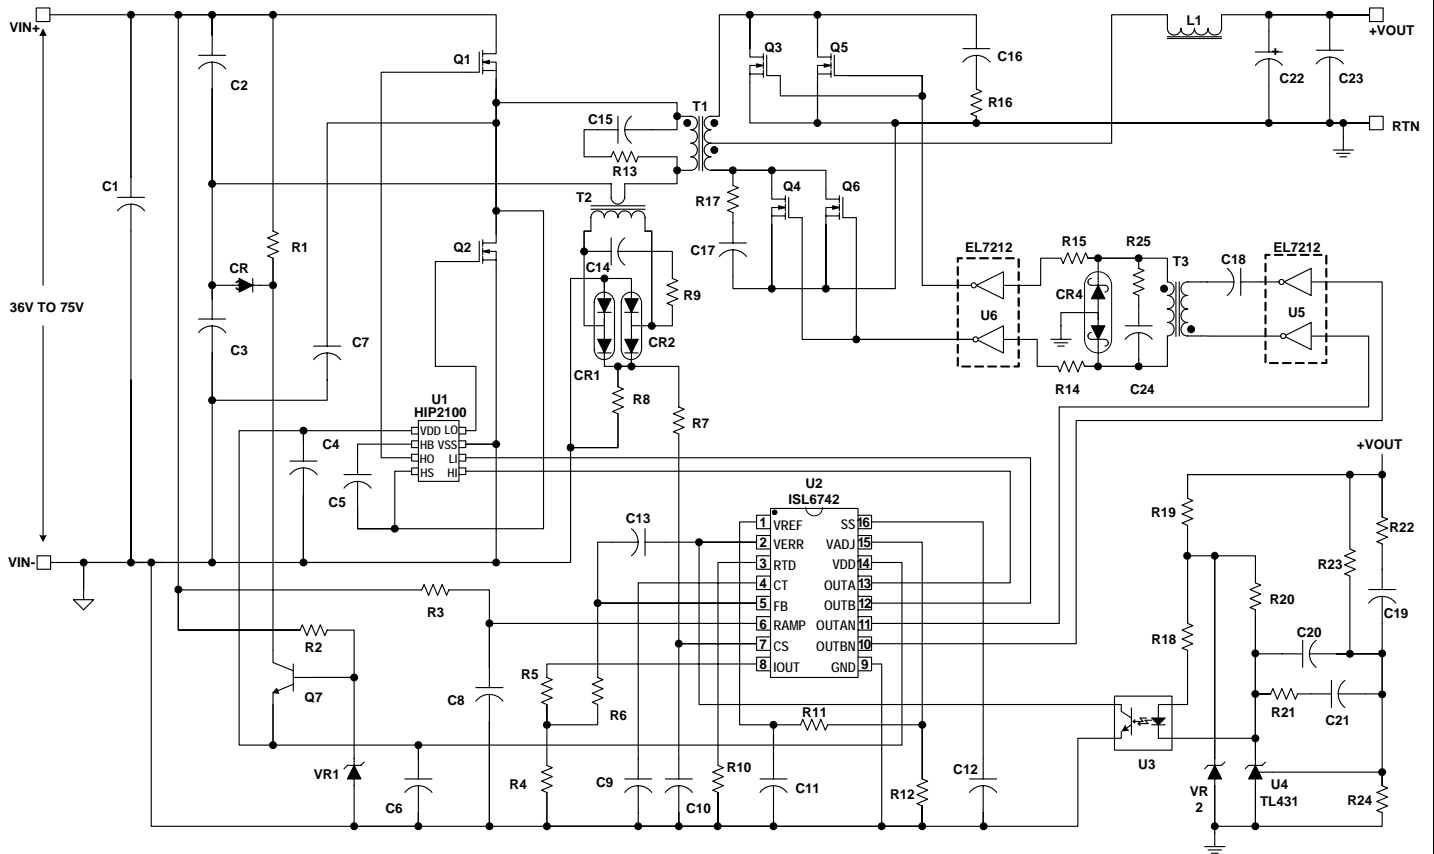 VIN+
+VOUT
L1
Q1
Q3
Q5
C2
C16
C22
C23
R16
T1
C15
RTN
R13
C1
T2
R17
Q4
Q6
R1
Q2
C17
R15
R25
EL7212
EL7212
CR
C14
T3
C18
36V TO 75V
R9
CR4
U6
U5
C3
C7
CR2
CR1
R14
C24
R8
U1
HIP2100
R7
VDD
LO
HB
VSS
HO
LI
HS
HI
C4
C5
+VOUT
U2
ISL6742
C13
R19
R22
R23
1 VREF
SS 16
2 VERR
VADJ 15
3 RTD
VDD 14
4 CT
OUTA 13
5 FB
OUTB 12
6 RAMP
OUTAN 11
7 CS
OUTBN 10
8 IOUT
GND 9
VIN-
R3
R20
C19
R2
R18
C20
Q7
C8
R5
R6
R11
R21
C21
VR1
C6
R4
C9
C10
R10
C11
R12
C12
U3
VR
2
U4
TL431
R24